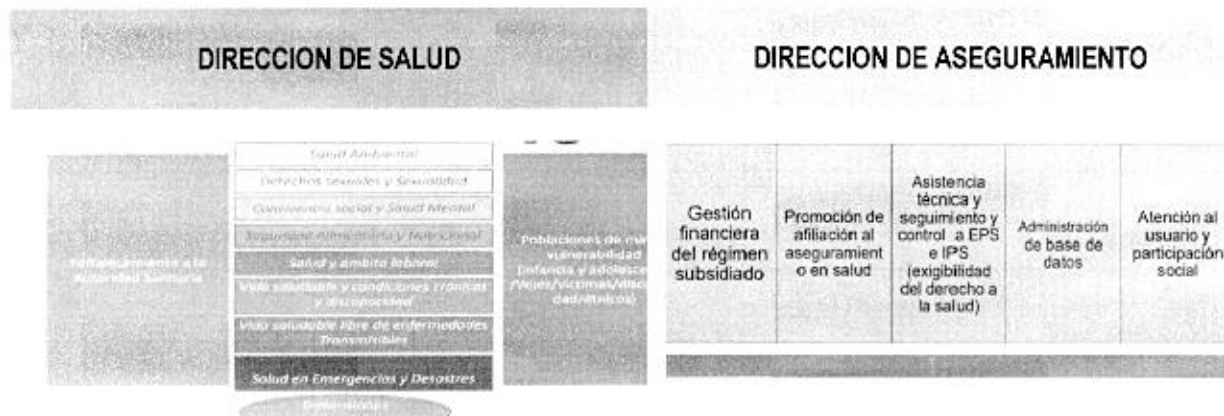 DIRECCION DE SALUD
DIRECCION DE ASEGURAMIENTO
Salud Ambiental
Derechos sexuales y Sexualidad
Convivencia social y Salud Mental
Seguridad Alimentaria y Nutricional
Salud y ámbito laboral
Vida saludable y condiciones crónicas
y discapacidad
Vida saludable libre de enfermedades
Transmisibles
Salud en Emergencias y Desastres
Dimensiones
Fortalecimiento a la
Autoridad Sanitaria
Poblaciones de
vulnerabilidad
(infancia y
Gestión
financiera
del régimen
subsidiado
Promoción de
afiliación al
aseguramient
o en salud
Asistencia
técnica y
seguimiento y
control a EPS
e IPS
(exigibilidad
del derecho a
la salud)
Administración
de base de
datos
Atención al
usuario y
participación
social